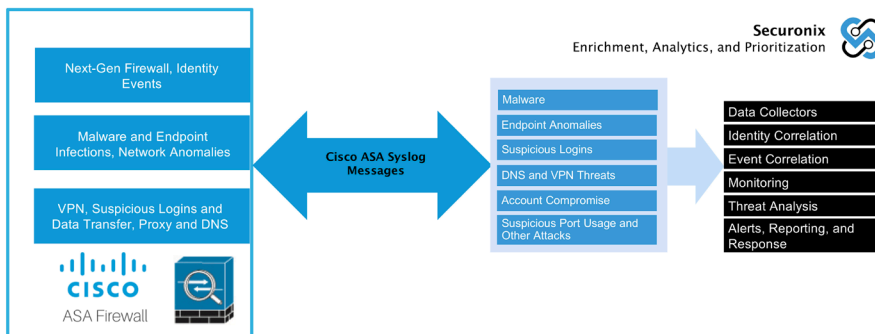 Securonix
Enrichment, Analytics, and Prioritization
Next-Gen Firewall, Identity
Events
Malware and Endpoint
Infections, Network Anomalies
VPN, Suspicious Logins and
Data Transfer, Proxy and DNS
CISCO
ASA Firewall
Cisco ASA Syslog
Messages
Malware
Endpoint Anomalies
Suspicious Logins
DNS and VPN Threats
Account Compromise
Suspicious Port Usage and
Other Attacks
Data Collectors
Identity Correlation
Event Correlation
Monitoring
Threat Analysis
Alerts, Reporting, and
Response